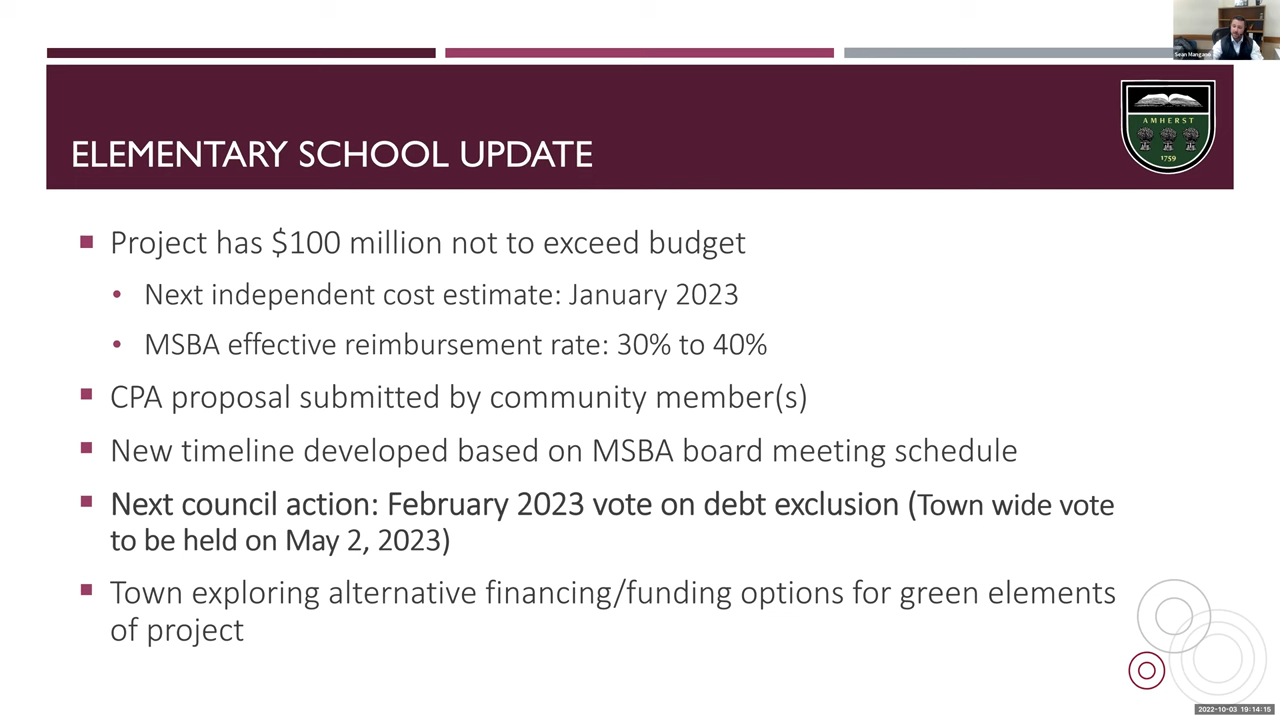 Sean Mangano
ELEMENTARY SCHOOL UPDATE
AMHERST
1759
Project has $100 million not to exceed budget
Next independent cost estimate: January 2023
MSBA effective reimbursement rate: 30% to 40%
CPA proposal submitted by community member(s)
New timeline developed based on MSBA board meeting schedule
Next council action: February 2023 vote on debt exclusion (Town wide vote
to be held on May 2, 2023)
Town exploring alternative financing/funding options for green elements
of project
2022-10-03 19:14:15